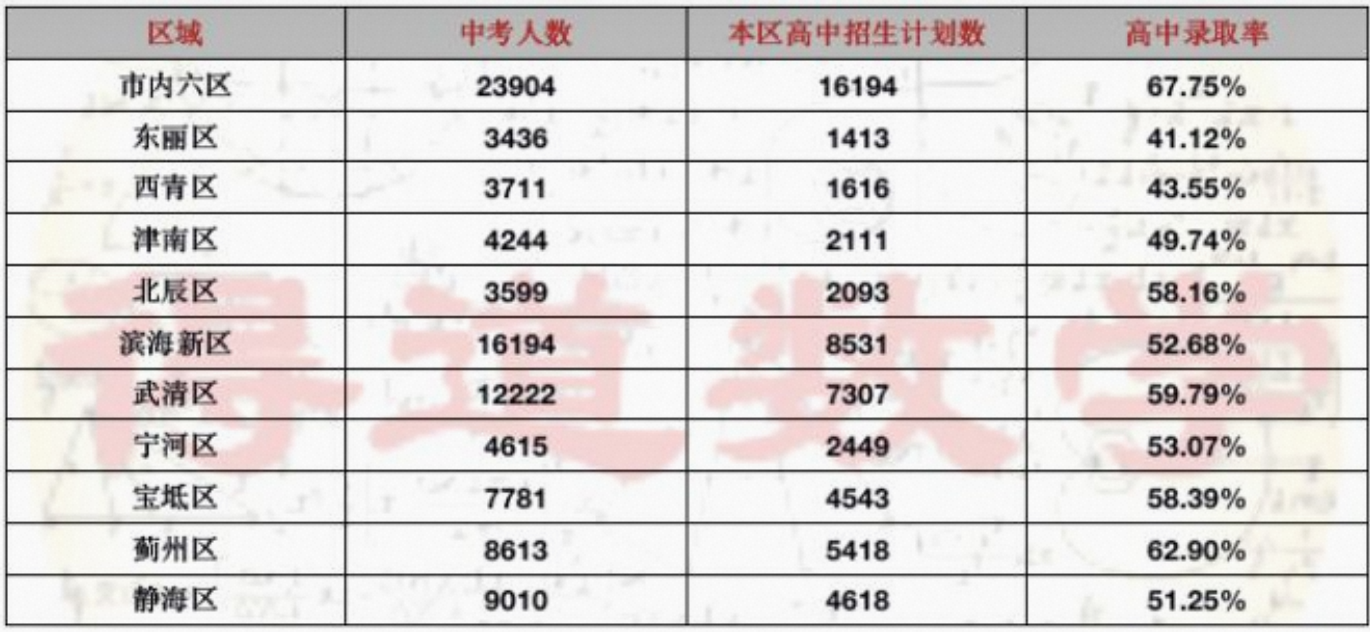 区域 中考人数 本区高中招生计划数 高中录取率
市内六区 23904 16194 67.75%
东丽区 3436 1413 41.12%
西青区 3711 1616 43.55%
津南区 4244 2111 49.74%
北辰区 3599 2093 58.16%
滨海新区 16194 8531 52.68%
武清区 12222 7307 59.79%
宁河区 4615 2449 53.07%
宝坻区 7781 4543 58.39%
蓟州区 8613 5418 62.90%
静海区 9010 4618 51.25%
得道数学